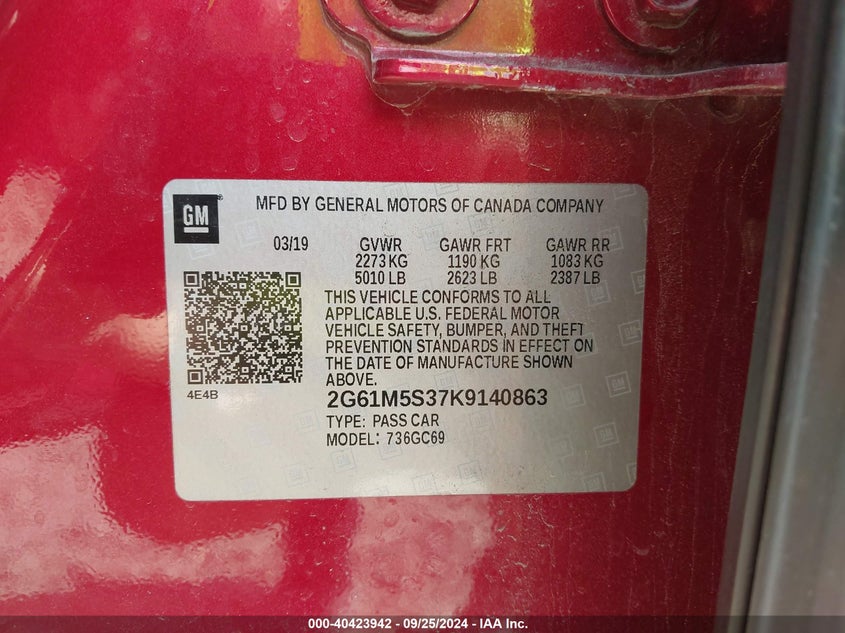 GM
MFD BY GENERAL MOTORS OF CANADA COMPANY
03/19 GVWR GAWR FRT GAWR RR
2273 KG 1190 KG 1083 KG
5010 LB 2623 LB 2387 LB
THIS VEHICLE CONFORMS TO ALL
APPLICABLE U.S. FEDERAL MOTOR
VEHICLE SAFETY, BUMPER, AND THEFT
PREVENTION STANDARDS IN EFFECT ON
THE DATE OF MANUFACTURE SHOWN
ABOVE.
4E4B
2G61M5S37K9140863
TYPE: PASS CAR
MODEL: 736GC69
000-40423942 - 09/25/2024 - IAA Inc.